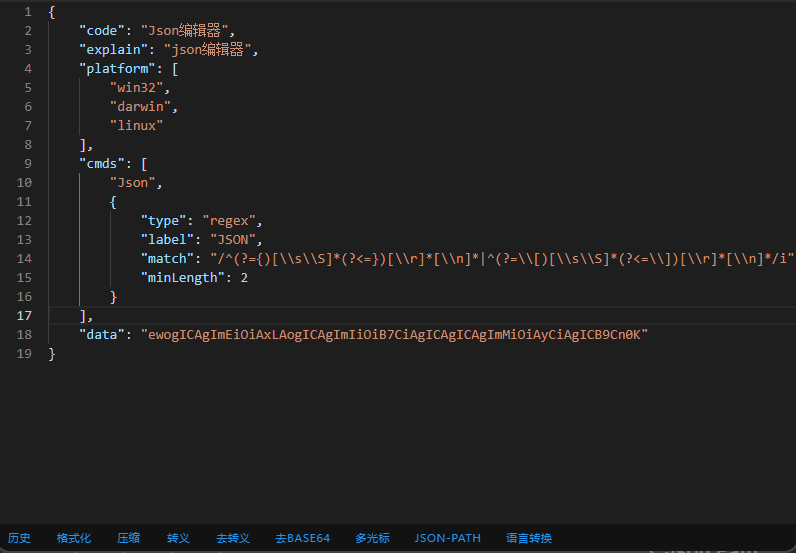 1 {
2 "code": "Json编辑器",
3 "explain": "json编辑器",
4 "platform": [
5 "win32",
6 "darwin",
7 "linux"
8 ],
9 "cmds": [
10 "Json",
11 {
12 "type": "regex",
13 "label": "JSON",
14 "match": "/^(?={)[\\s\\S]*(?<=})[\\r]*[\\n]*|^(?=\\[)[\\s\\S]*(?<=\\])[\\r]*[\\n]*/i"
15 "minLength": 2
16 }
17 ],
18 "data": "ewogICAgImEiOiAxLAogICAgImIiOiB7CiAgICAgICAgImMiOiAyCiAgICB9Cn0K"
19 }
历史 格式化 压缩 转义 去转义 去BASE64 多光标 JSON-PATH 语言转换